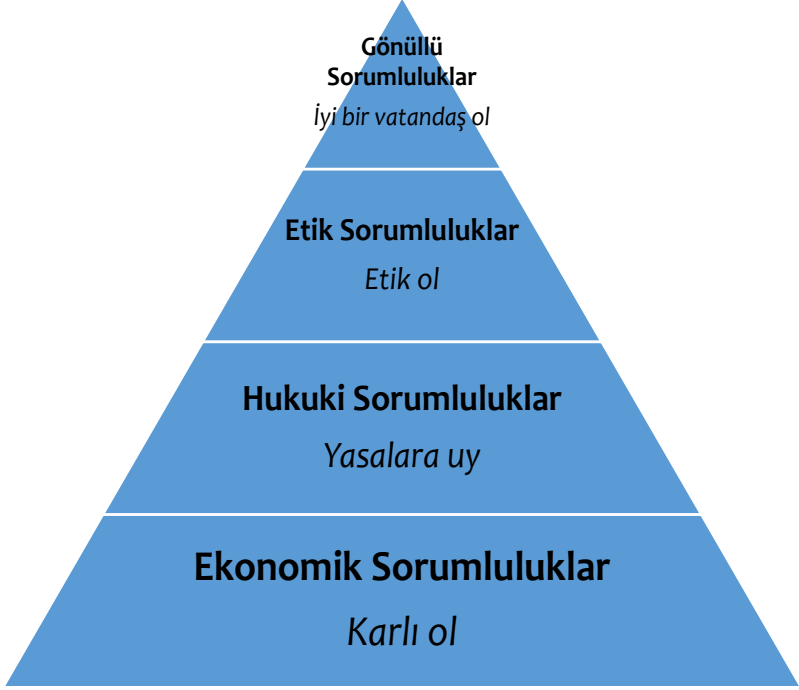 Gönüllü
Sorumluluklar
İyi bir vatandaş ol
Etik Sorumluluklar
Etik ol
Hukuki Sorumluluklar
Yasalara uy
Ekonomik Sorumluluklar
Karlı ol